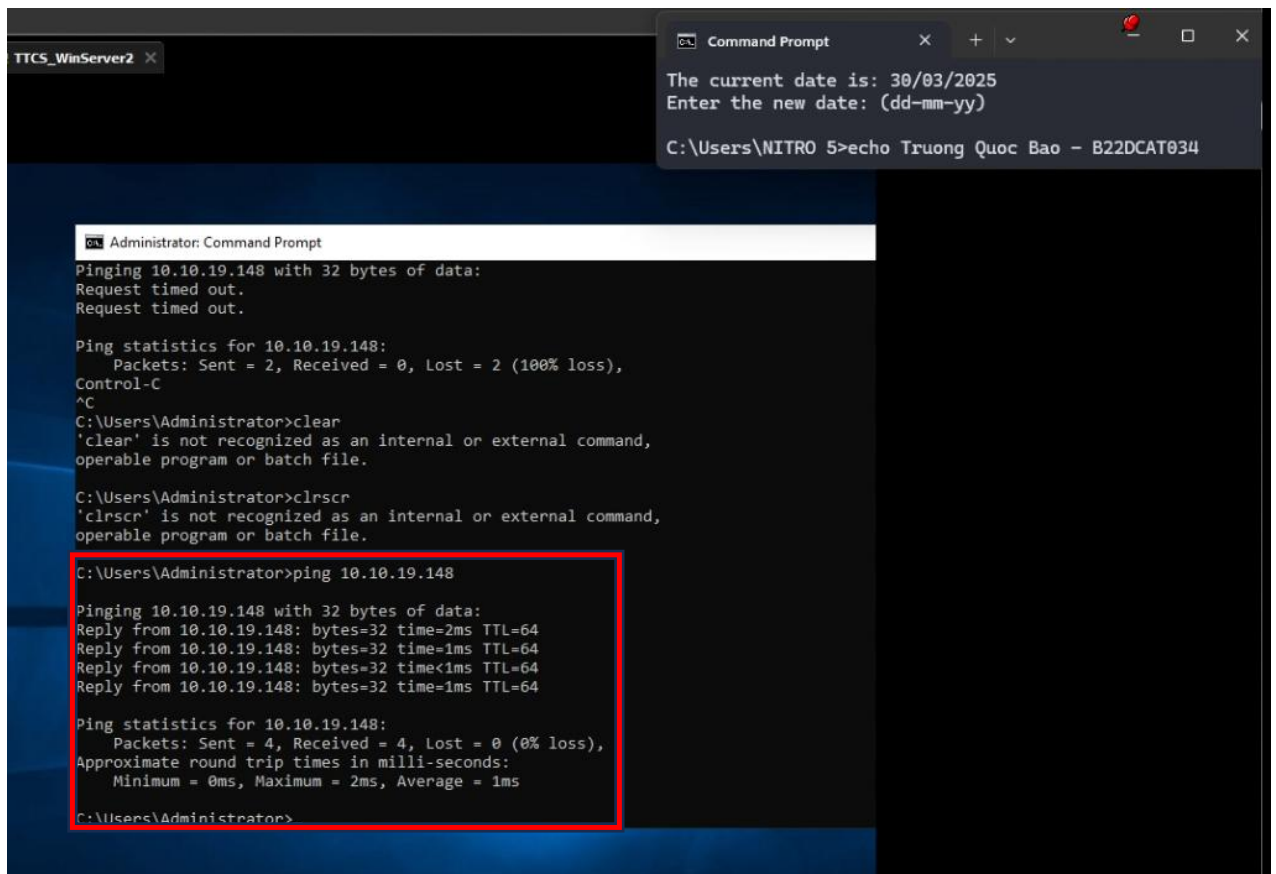 TTCS_WinServer2
Command Prompt
The current date is: 30/03/2025
Enter the new date: (dd-mm-yy)
C:\Users\NITRO 5>echo Truong Quoc Bao - B22DCAT034
Administrator: Command Prompt
Pinging 10.10.19.148 with 32 bytes of data:
Request timed out.
Request timed out.
Ping statistics for 10.10.19.148:
Packets: Sent = 2, Received = 0, Lost = 2 (100% loss),
Control-C
^C
C:\Users\Administrator>clear
'clear' is not recognized as an internal or external command,
operable program or batch file.
C:\Users\Administrator>clrscr
'clrscr' is not recognized as an internal or external command,
operable program or batch file.
C:\Users\Administrator>ping 10.10.19.148
Pinging 10.10.19.148 with 32 bytes of data:
Reply from 10.10.19.148: bytes=32 time=2ms TTL=64
Reply from 10.10.19.148: bytes=32 time=1ms TTL=64
Reply from 10.10.19.148: bytes=32 time<1ms TTL=64
Reply from 10.10.19.148: bytes=32 time=1ms TTL=64
Ping statistics for 10.10.19.148:
Packets: Sent = 4, Received = 4, Lost = 0 (0% loss),
Approximate round trip times in milli-seconds:
Minimum = 0ms, Maximum = 2ms, Average = 1ms
C:\Users\Administrator>